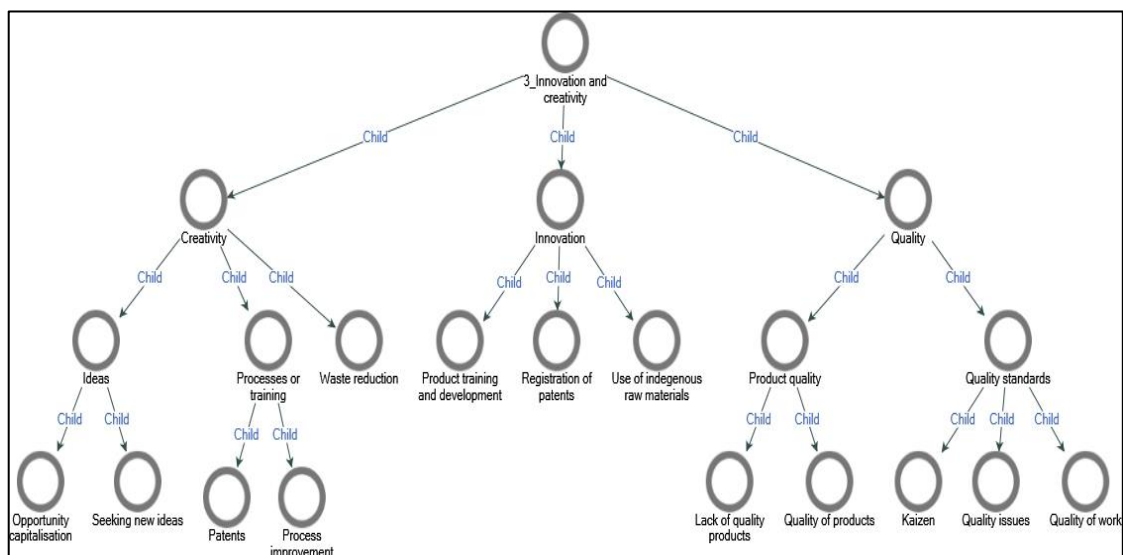 3_Innovation and
creativity
Child
Child
Child
Creativity
Innovation
Quality
Child
Child
Child
Child
Child
Child
Child
Child
Ideas
Processes or
training
Waste reduction
Product training
and development
Registration of
patents
Use of indegenous
raw materials
Product quality
Quality standards
Child
Child
Child
Child
Child
Child
Child
Child
Child
Opportunity
capitalisation
Seeking new ideas
Patents
Process
improvement
Lack of quality
products
Quality of products
Kaizen
Quality issues
Quality of work